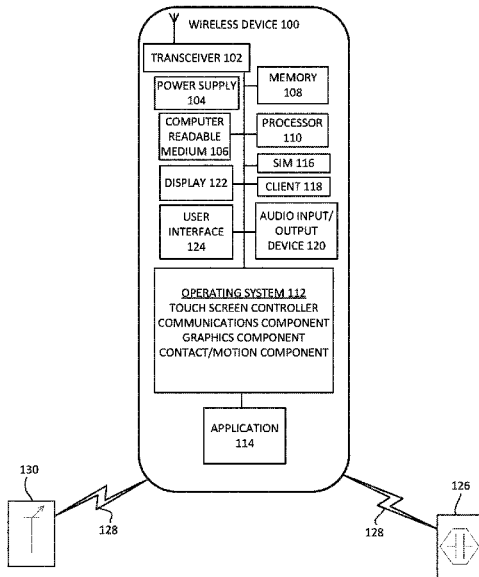 WIRELESS DEVICE 100
TRANSCEIVER 102
POWER SUPPLY
104
MEMORY
108
COMPUTER
READABLE
MEDIUM 106
PROCESSOR
110
SIM 116
DISPLAY 122
CLIENT 118
USER
INTERFACE
124
AUDIO INPUT/
OUTPUT
DEVICE 120
OPERATING SYSTEM 112
TOUCH SCREEN CONTROLLER
COMMUNICATIONS COMPONENT
GRAPHICS COMPONENT
CONTACT/MOTION COMPONENT
APPLICATION
114
130
128
128
126